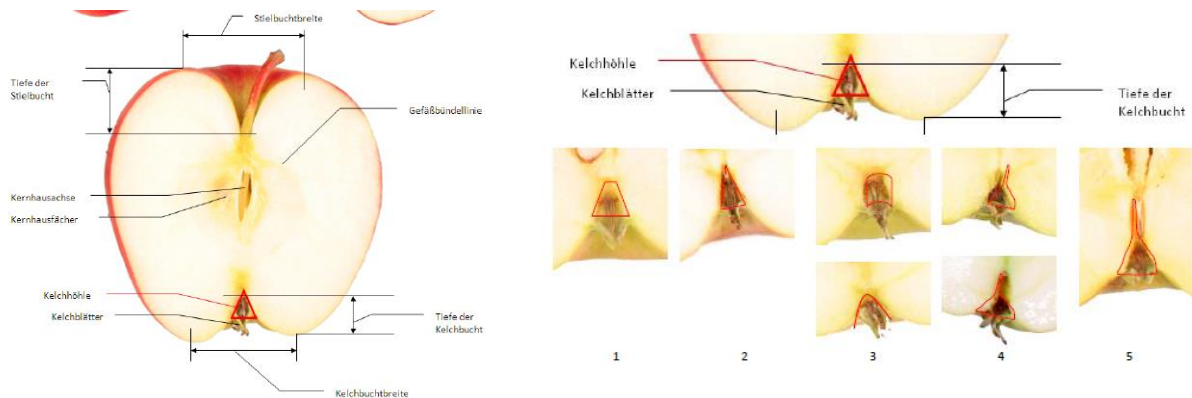 Stielbuchtbreite
Tiefe der
Stielbucht
Gefäßbündellinie
Kernhausachse
Kernhausfächer
Kelchhöhle
Kelchblätter
Tiefe der
Kelchbucht
Kelchbuchtbreite
Kelchhöhle
Kelchblätter
Tiefe der
Kelchbucht
1 2 3 4 5